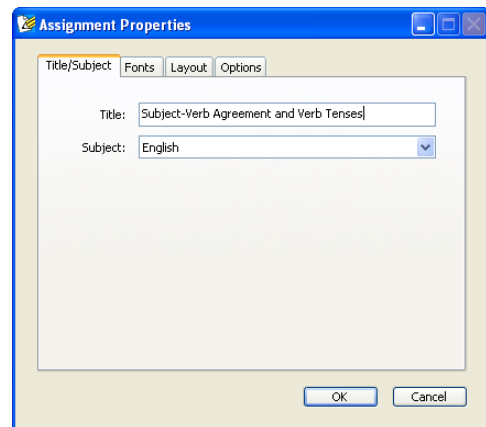 Assignment Properties
Title/Subject Fonts Layout Options
Title: Subject-Verb Agreement and Verb Tenses
Subject: English
OK Cancel